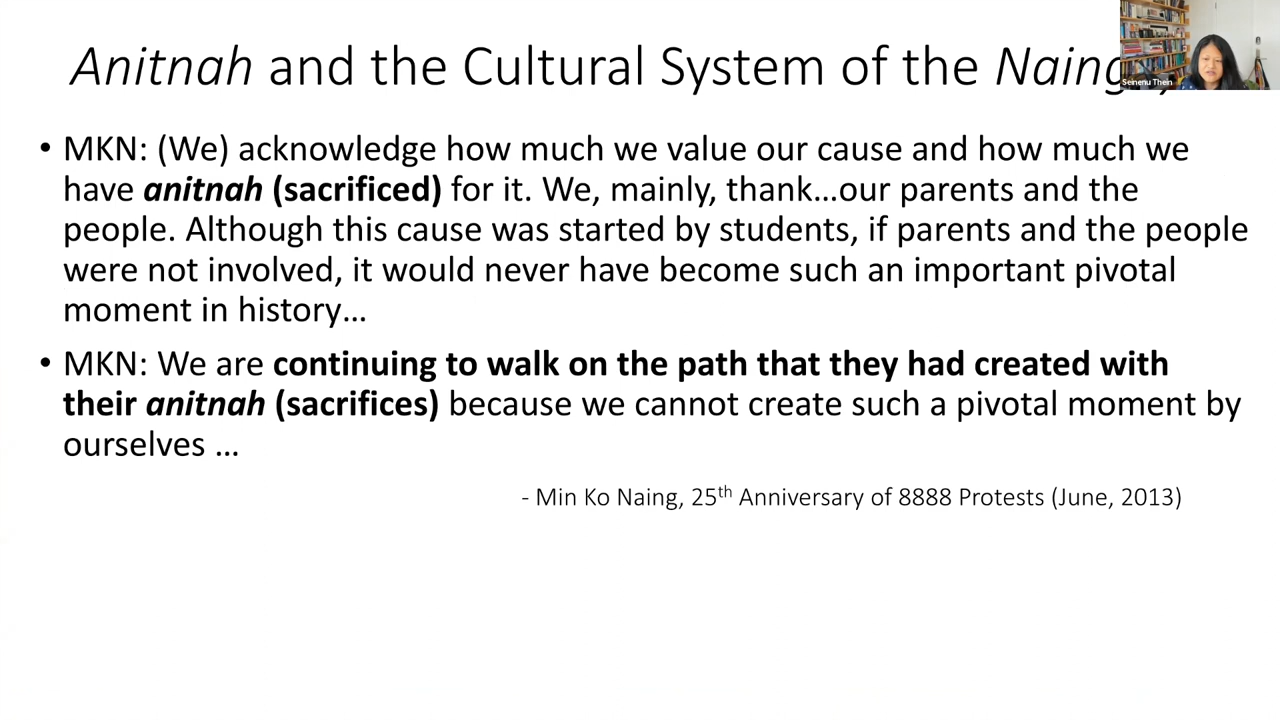 Anitnah and the Cultural System of the Naing
Seinenu Thein
• MKN: (We) acknowledge how much we value our cause and how much we
have anitnah (sacrificed) for it. We, mainly, thank…our parents and the
people. Although this cause was started by students, if parents and the people
were not involved, it would never have become such an important pivotal
moment in history…
• MKN: We are continuing to walk on the path that they had created with
their anitnah (sacrifices) because we cannot create such a pivotal moment by
ourselves …
- Min Ko Naing, 25th Anniversary of 8888 Protests (June, 2013)